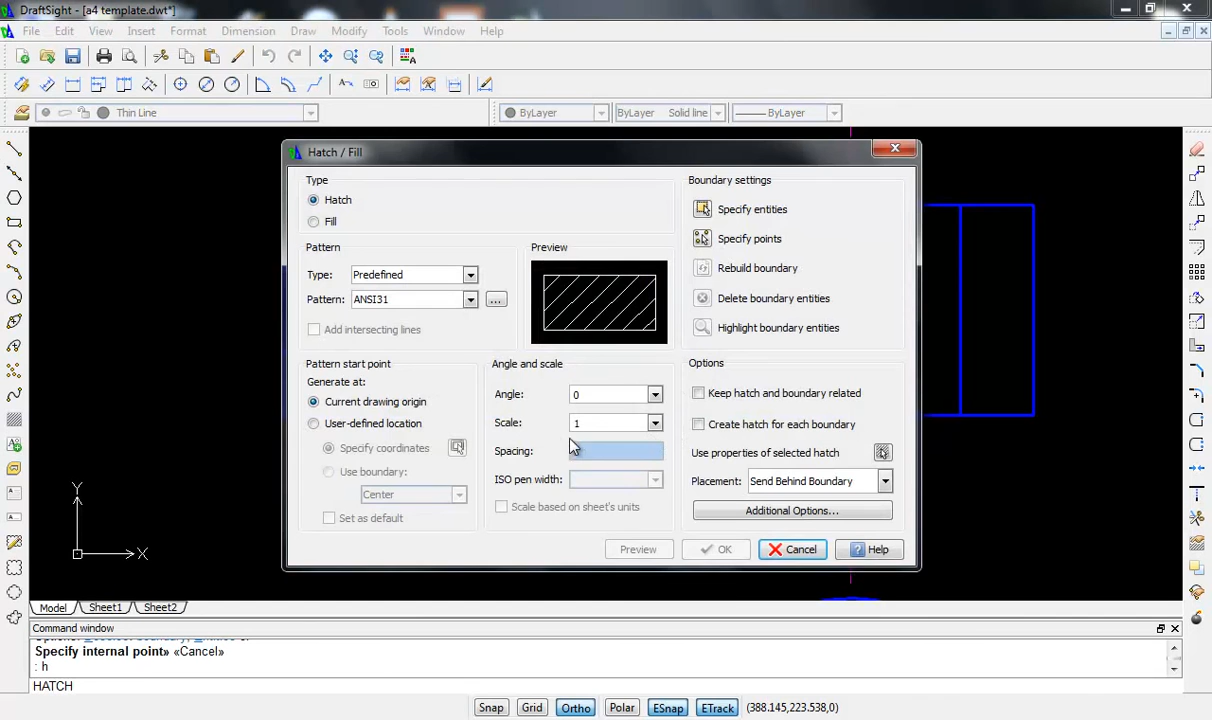 DraftSight - [a4 template.dwt*]
File Edit View Insert Format Dimension Draw Modify Tools Window Help
Thin Line
ByLayer
ByLayer Solid line
ByLayer
Hatch / Fill
Type
Hatch
Fill
Pattern
Type: Predefined
Pattern: ANSI31
...
Add intersecting lines
Preview
Boundary settings
Specify entities
Specify points
Rebuild boundary
Delete boundary entities
Highlight boundary entities
Pattern start point
Generate at:
Current drawing origin
User-defined location
Specify coordinates
Use boundary:
Center
Set as default
Angle and scale
Angle: 0
Scale: 1
Spacing:
ISO pen width:
Scale based on sheet's units
Options
Keep hatch and boundary related
Create hatch for each boundary
Use properties of selected hatch
Placement: Send Behind Boundary
Additional Options...
Preview OK Cancel Help
Y
X
Model Sheet1 Sheet2
Command window
Specify internal point» «Cancel»
: h
HATCH
Snap Grid Ortho Polar ESnap ETrack (388.145,223.538,0)